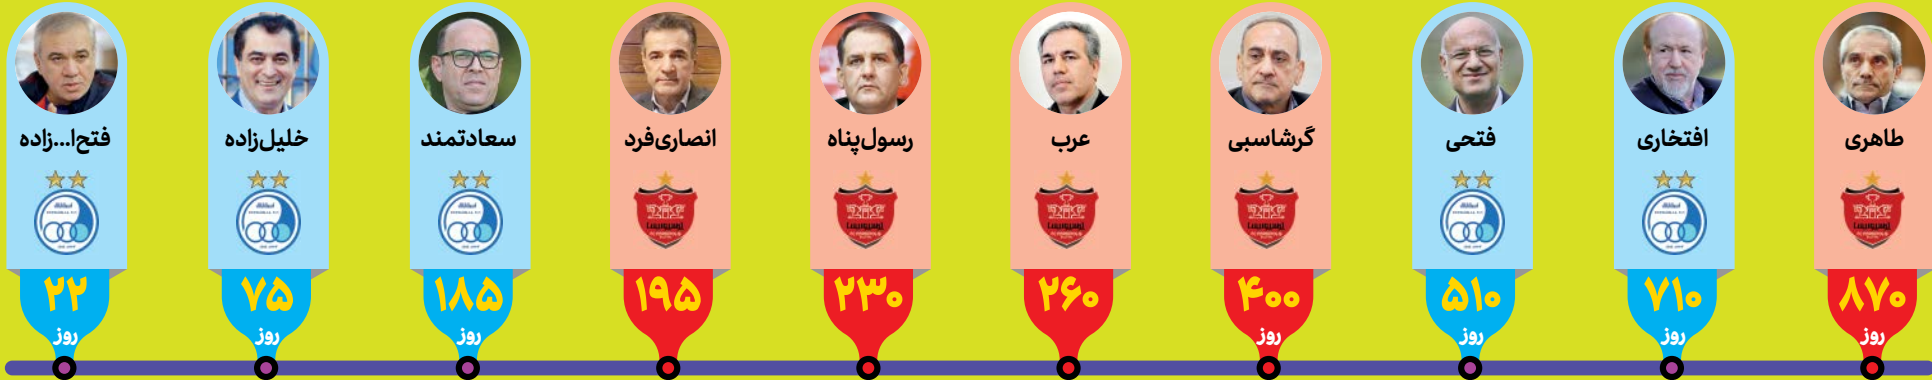 طاهری
۸۷۰
روز
افتخاری
۷۱۰
روز
فتحی
۵۱۰
روز
گرشاسبی
۴۰۰
روز
عرب
۲۶۰
رسول‌پناه
۲۳۰
انصاری‌فرد
۱۹۵
سعادتمند
۱۸۵
روز
خلیل‌زاده
۷۵
روز
فتح‌ا...زاده
۲۲
روز